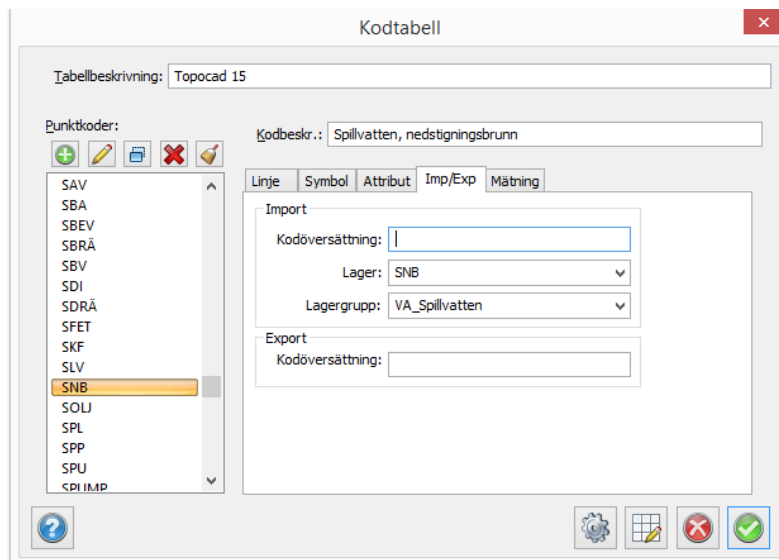 Kodtabell
Tabellbeskrivning: Topocad 15
Punktkoder:
Kodbeskr.: Spillvatten, nedstigningsbrunn
Linje Symbol Attribut Imp/Exp Mätning
SAV
SBA
SBEV
SBRÄ
SBV
SDI
SDRÄ
SFET
SKF
SLV
SNB
SOLJ
SPL
SPP
SPU
SPUMP
Import
Kodöversättning:
Lager: SNB
Lagergrupp: VA_Spillvatten
Export
Kodöversättning: